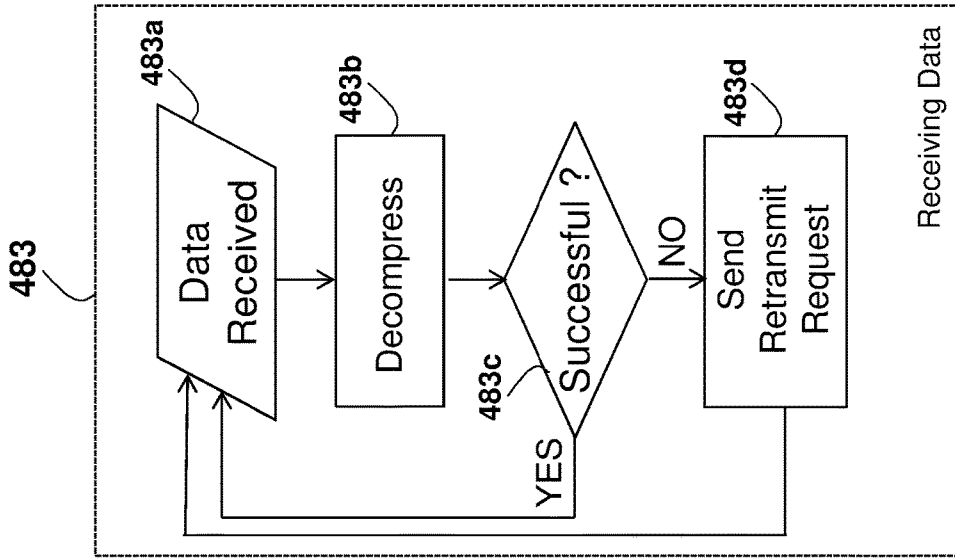 483
483a
Data
Received
483b
Decompress
483c
Successful ?
YES
NO
483d
Send
Retransmit
Request
Receiving Data